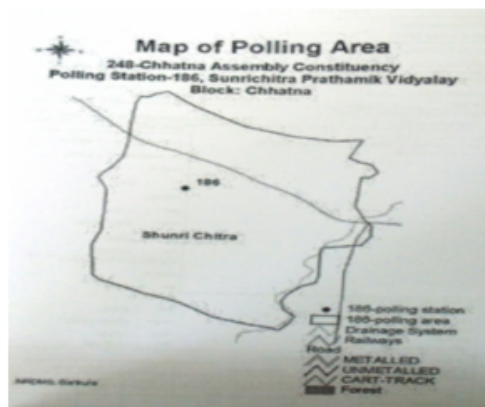 Map of Polling Area
248-Chhatna Assembly Constituency
Polling Station-186, Sunrichitra Prathamik Vidyalay
Block: Chhatna
186
Shunri Chitra
186-polling station
186-polling area
Drainage System
Railways
Road
METALLED
UNMETALLED
CART-TRACK
Forest